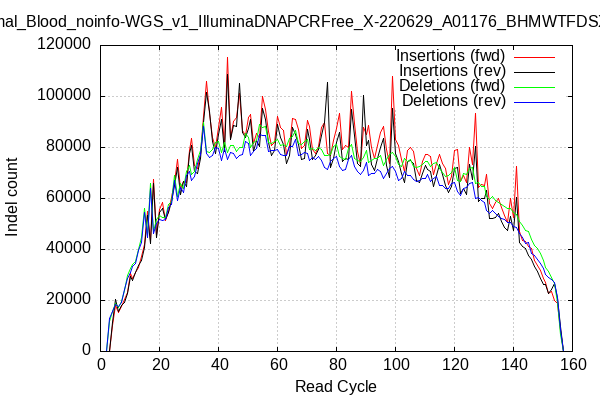 nal_Blood_noinfo-WGS_v1_IlluminaDNAPCRFree_X-220629_A01176_BHMWTFDSX
Insertions (fwd)
Insertions (rev)
Deletions (fwd)
Deletions (rev)
120000
100000
80000
60000
40000
20000
0
Indel count
0 20 40 60 80 100 120 140 160
Read Cycle